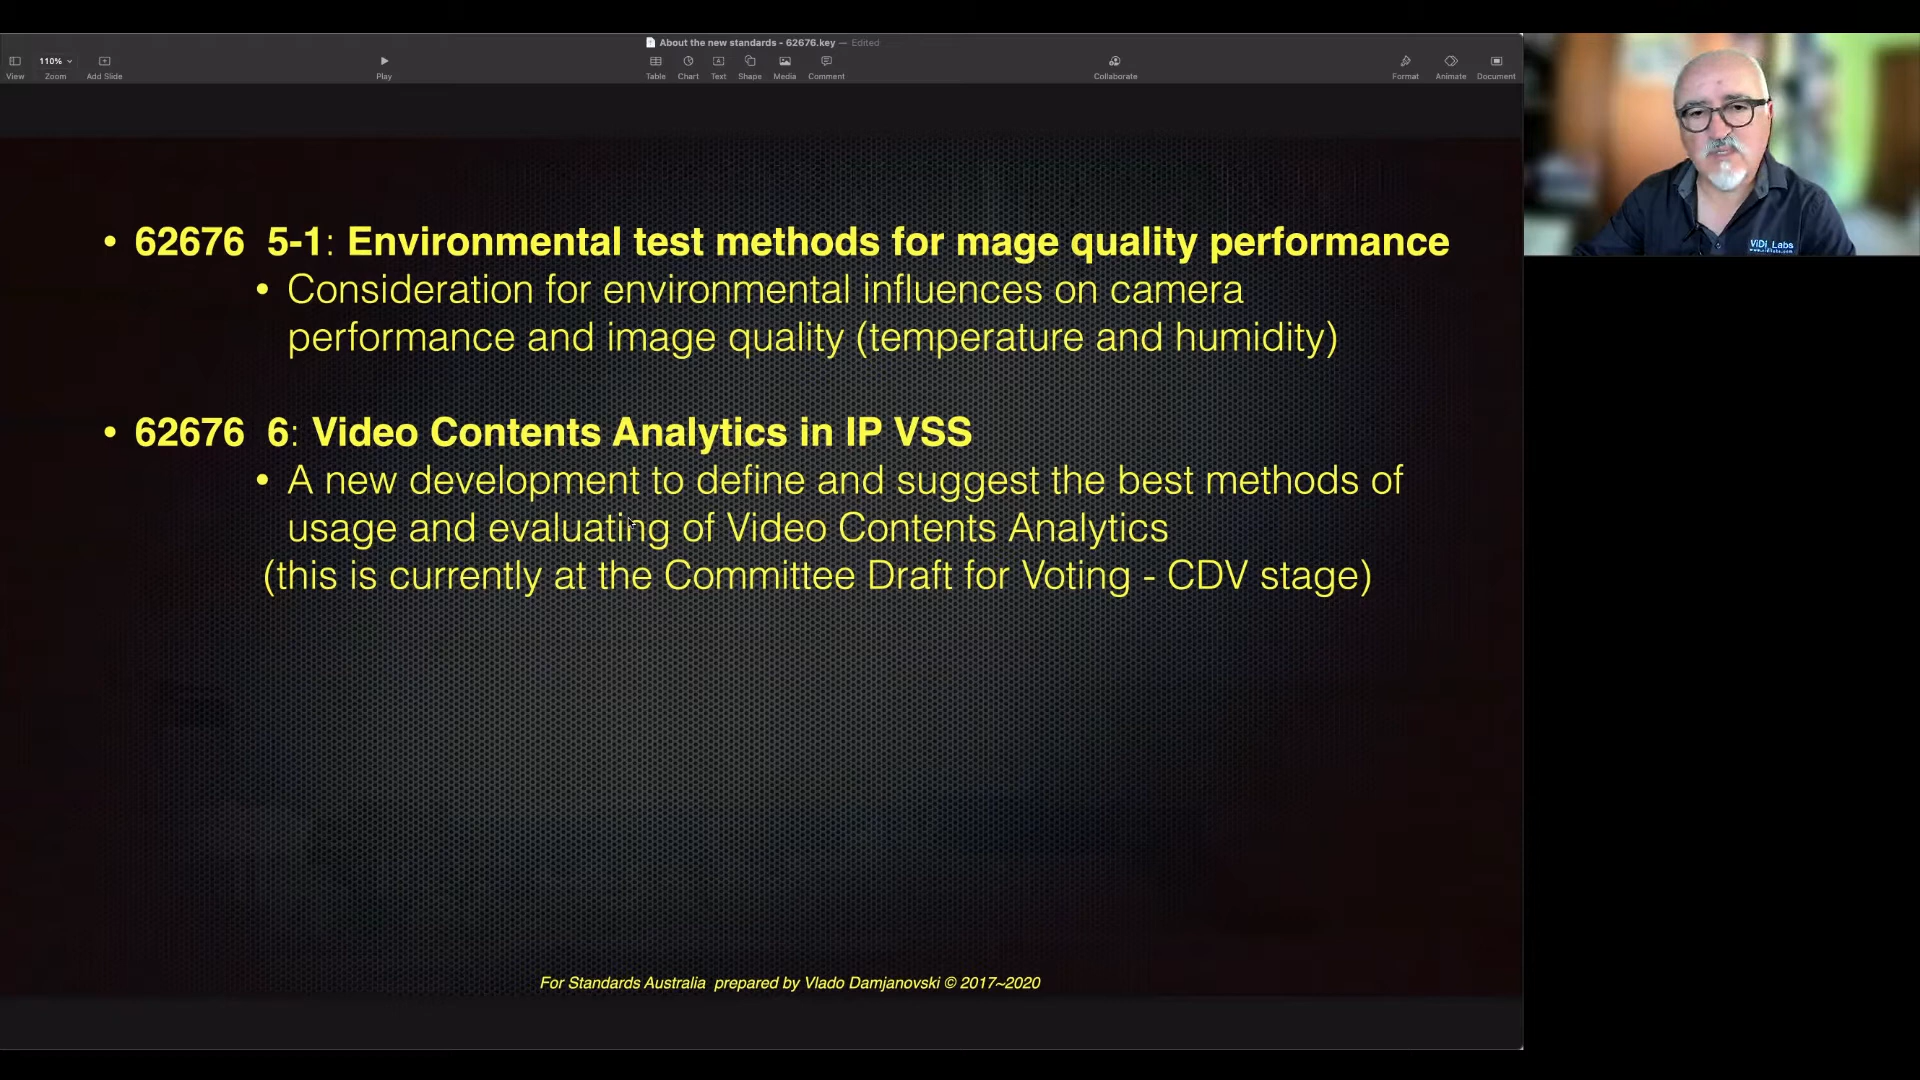 About the new standards - 62676.key — Edited
110%
View Zoom Add Slide Play Table Chart Text Shape Media Comment Collaborate Format Animate Document
• 62676 5-1: Environmental test methods for mage quality performance
• Consideration for environmental influences on camera
performance and image quality (temperature and humidity)
• 62676 6: Video Contents Analytics in IP VSS
• A new development to define and suggest the best methods of
usage and evaluating of Video Contents Analytics
(this is currently at the Committee Draft for Voting - CDV stage)
For Standards Australia prepared by Vlado Damjanovski © 2017~2020
ViDi Labs